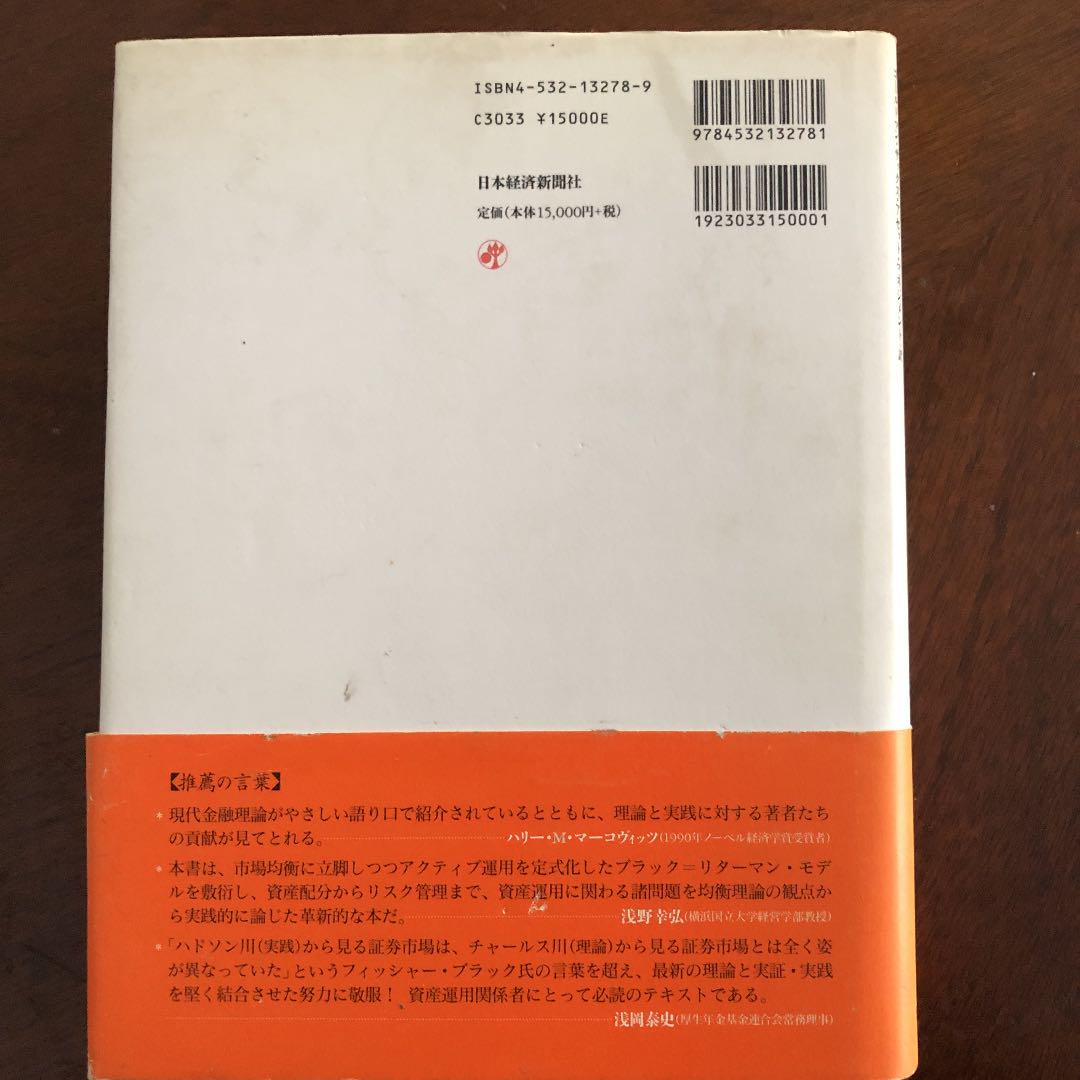 ISBN4-532-13278-9
C3033 ¥15000E
9784532132781
日本経済新聞社
定価(本体15,000円+税)
1923033150001
【推薦の言葉】
* 現代金融理論がやさしい語り口で紹介されているとともに、理論と実践に対する著者たち
の貢献が見てとれる。 ハリー・M・マーコヴィッツ(1990年ノーベル経済学賞受賞者)
* 本書は、市場均衡に立脚しつつアクティブ運用を定式化したブラック=リターマン・モデ
ルを敷衍し、資産配分からリスク管理まで、資産運用に関わる諸問題を均衡理論の観点か
ら実践的に論じた革新的な本だ。 浅野幸弘(横浜国立大学経営学部教授)
* 「ハドソン川(実践)から見る証券市場は、チャールス川(理論)から見る証券市場とは全く姿
が異なっていた」というフィッシャー・ブラック氏の言葉を超え、最新の理論と実証・実践
を堅く結合させた努力に敬服! 資産運用関係者にとって必読のテキストである。
浅岡泰史(厚生年金基金連合会常務理事)